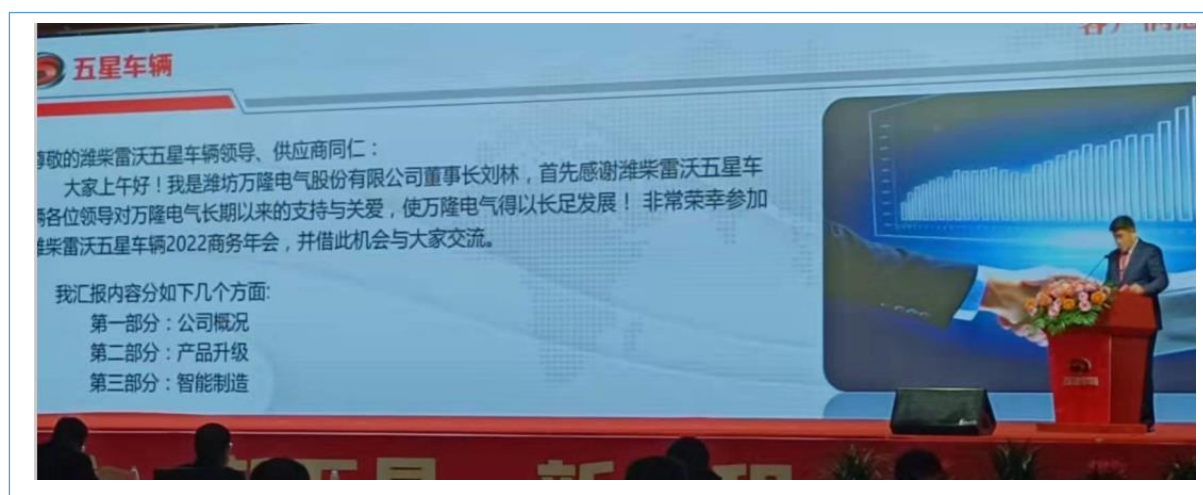 五星车辆
尊敬的潍柴雷沃五星车辆领导、供应商同仁：
大家上午好！我是潍坊万隆电气股份有限公司董事长刘林，首先感谢潍柴雷沃五星车
辆各位领导对万隆电气长期以来的支持与关爱，使万隆电气得以长足发展！非常荣幸参加
潍柴雷沃五星车辆2022商务年会，并借此机会与大家交流。
我汇报内容分如下几个方面:
第一部分：公司概况
第二部分：产品升级
第三部分：智能制造
五星 新